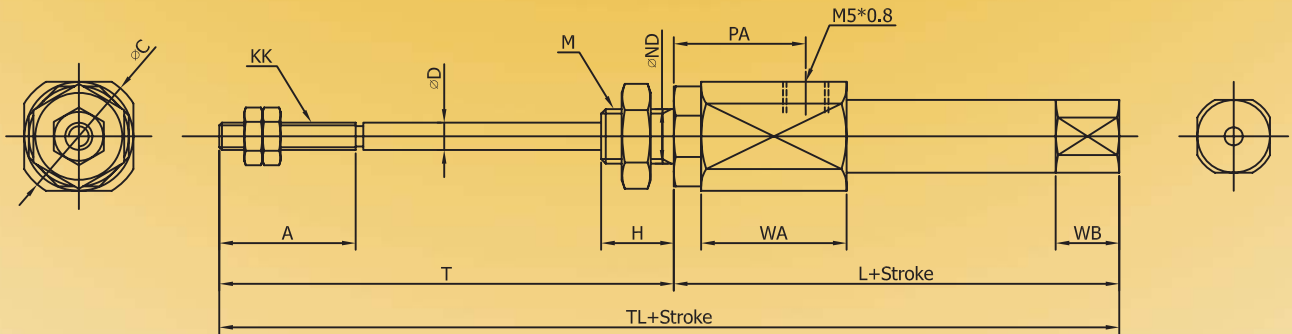 øC
KK
øD
M
øND
PA
M5*0.8
A
H
WA
WB
T
L+Stroke
TL+Stroke